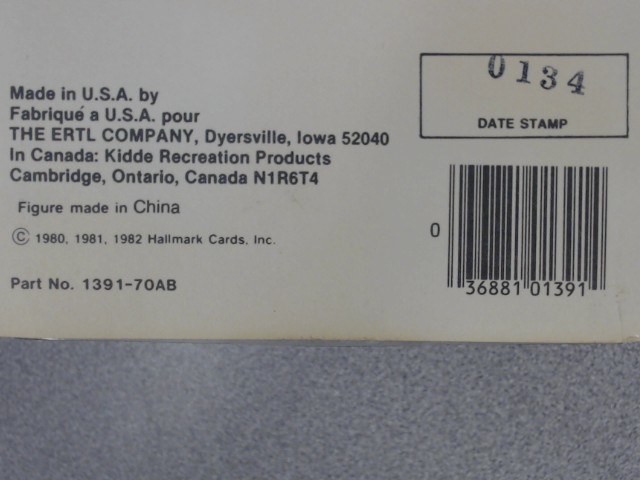 Made in U.S.A. by
Fabriqué a U.S.A. pour
THE ERTL COMPANY, Dyersville, Iowa 52040
In Canada: Kidde Recreation Products
Cambridge, Ontario, Canada N1R6T4
Figure made in China
© 1980, 1981, 1982 Hallmark Cards, Inc.
Part No. 1391-70AB
0134
DATE STAMP
0 36881 01391